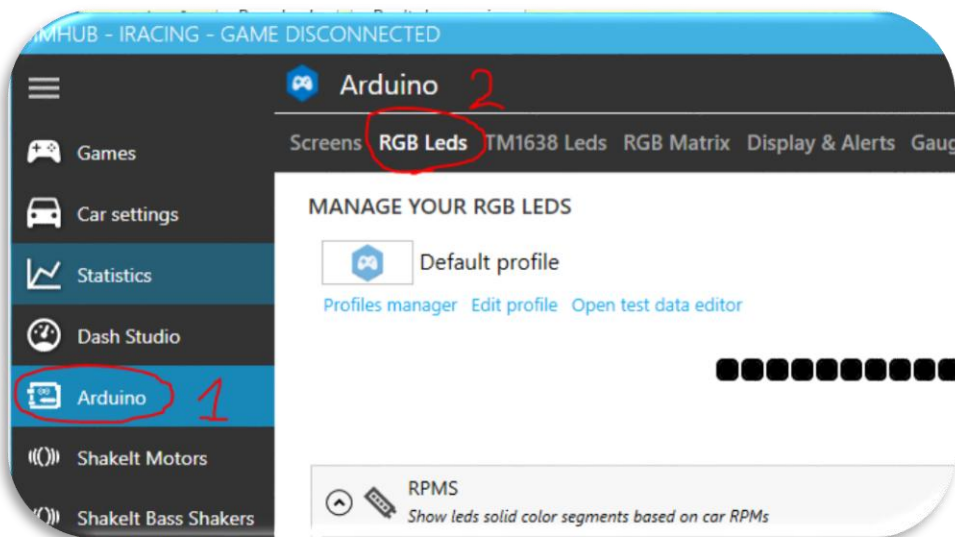 IMHUB - IRACING - GAME DISCONNECTED
Arduino
2
Screens RGB Leds TM1638 Leds RGB Matrix Display & Alerts Gaug
Games
MANAGE YOUR RGB LEDS
Car settings
Default profile
Statistics
Profiles manager Edit profile Open test data editor
Dash Studio
Arduino 1
ShakeIt Motors
RPMS
ShakeIt Bass Shakers
Show leds solid color segments based on car RPMs